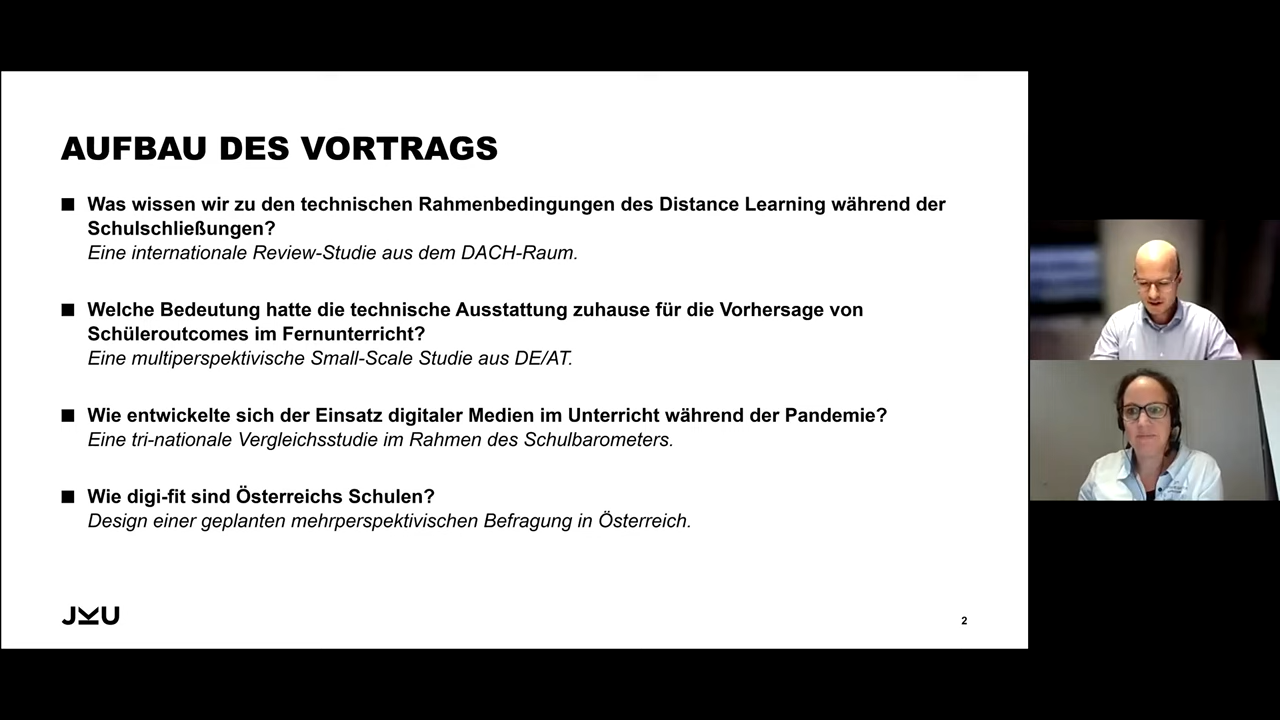 AUFBAU DES VORTRAGS
Was wissen wir zu den technischen Rahmenbedingungen des Distance Learning während der
Schulschließungen?
Eine internationale Review-Studie aus dem DACH-Raum.
Welche Bedeutung hatte die technische Ausstattung zuhause für die Vorhersage von
Schüleroutcomes im Fernunterricht?
Eine multiperspektivische Small-Scale Studie aus DE/AT.
Wie entwickelte sich der Einsatz digitaler Medien im Unterricht während der Pandemie?
Eine tri-nationale Vergleichsstudie im Rahmen des Schulbarometers.
Wie digi-fit sind Österreichs Schulen?
Design einer geplanten mehrperspektivischen Befragung in Österreich.
JKU
2